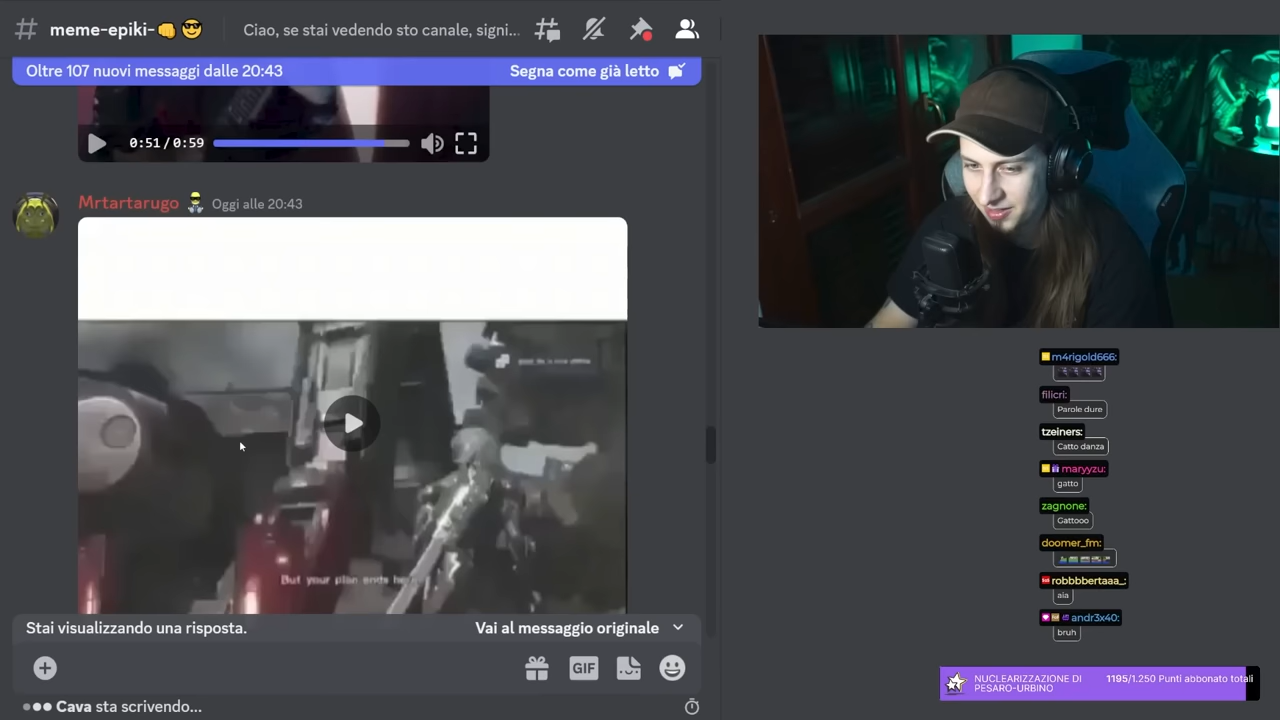 meme-epiki-👊😎
Ciao, se stai vedendo sto canale, signi...
Oltre 107 nuovi messaggi dalle 20:43
Segna come già letto
0:51 / 0:59
Mrtartarugo
Oggi alle 20:43
But your plan ends
Stai visualizzando una risposta.
Vai al messaggio originale
GIF
Cava sta scrivendo...
m4rigold666:
filicri:
Parole dure
tzeiners:
Catto danza
maryyzu:
gatto
zagnone:
Gattooo
doomer_fm:
robbbbertaaa_:
aia
andr3x40:
bruh
NUCLEARIZZAZIONE DI
PESARO-URBINO
1195/1.250 Punti abbonato totali